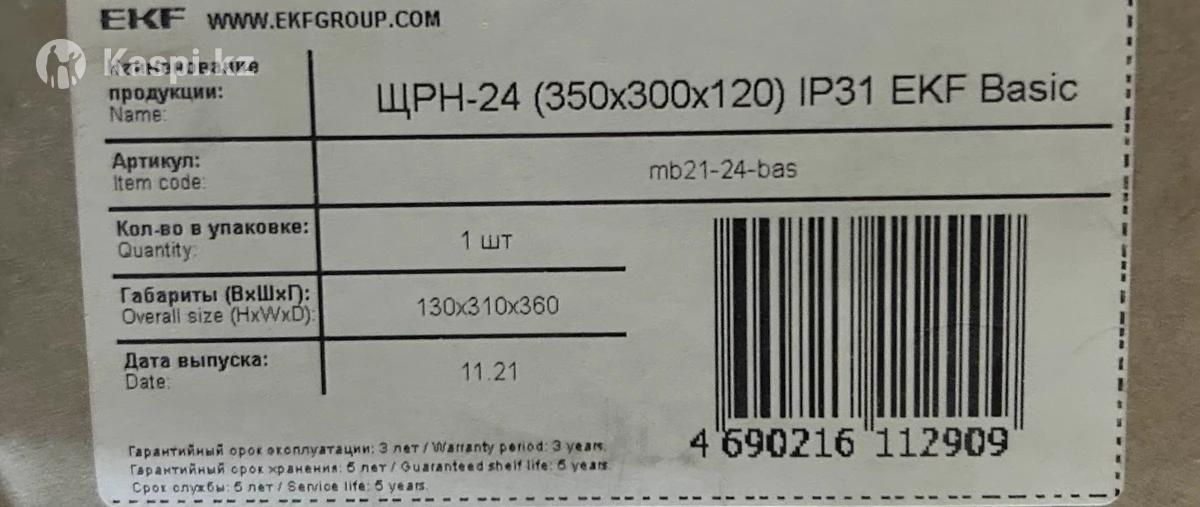 EKF WWW.EKFGROUP.COM
Kaspi.kz
Наименование
продукции:
Name:
ЩРН-24 (350x300x120) IP31 EKF Basic
Артикул:
Item code:
mb21-24-bas
Кол-во в упаковке:
Quantity:
1 шт
Габариты (ВхШхГ):
Overall size (HxWxD):
130x310x360
Дата выпуска:
Date:
11.21
4 690216 112909
Гарантийный срок эксплуатации: 3 лет / Warranty period: 3 years.
Гарантийный срок хранения: 5 лет / Guaranteed shelf life: 5 years.
Срок службы: 5 лет / Service life: 5 years.